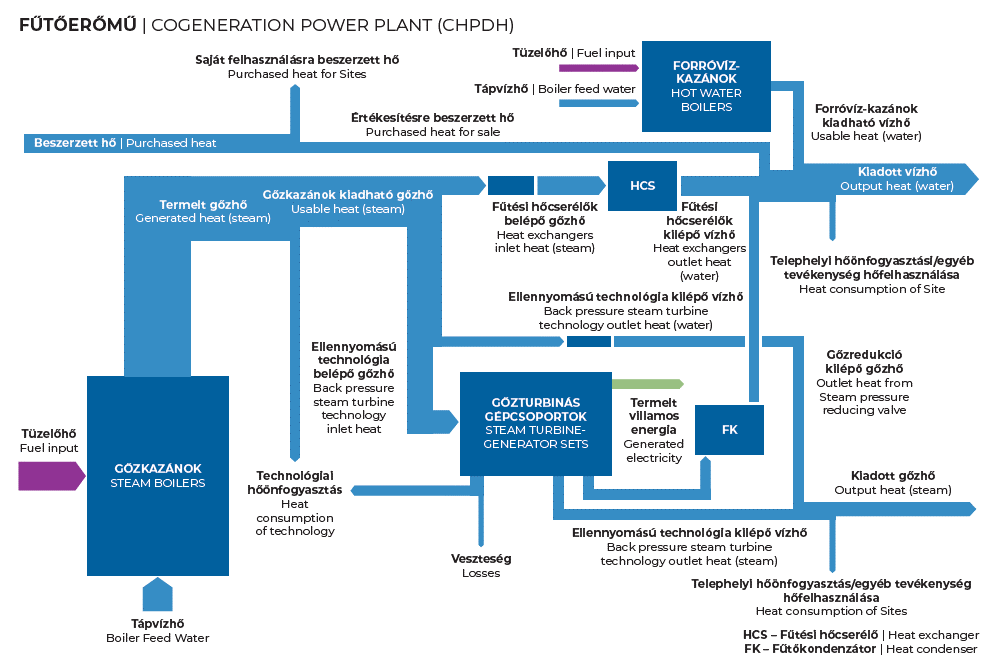 FŰTŐERŐMŰ | COGENERATION POWER PLANT (CHPDH)
Saját felhasználásra beszerzett hő
Purchased heat for Sites
Tüzelőhő | Fuel input
Tápvízhő | Boiler feed water
FORRÓVÍZ-
KAZÁNOK
HOT WATER
BOILERS
Értékesítésre beszerzett hő
Purchased heat for sale
Forróvíz-kazánok
kiadható vízhő
Usable heat (water)
Beszerzett hő | Purchased heat
Kiadott vízhő
Output heat (water)
Termelt gőzhő
Generated heat (steam)
Gőzkazánok kiadható gőzhő
Usable heat (steam)
HCS
Fűtési hőcserélők
belépő gőzhő
Heat exchangers
inlet heat (steam)
Fűtési
hőcserélők
kilépő vízhő
Heat exchangers
outlet heat
(water)
Telephelyi hőönfogyasztási/egyéb
tevékenység hőfelhasználása
Heat consumption of Site
Ellennyomású technológia kilépő vízhő
Back pressure steam turbine
technology outlet heat (water)
Ellennyomású
technológia
belépő gőzhő
Back pressure
steam turbine
technology
inlet heat
Gőzredukció
kilépő gőzhő
Outlet heat from
Steam pressure
reducing valve
GŐZTURBINÁS
GÉPCSOPORTOK
STEAM TURBINE-
GENERATOR SETS
Termelt
villamos
energia
Generated
electricity
FK
Tüzelőhő
Fuel input
GŐZKAZÁNOK
STEAM BOILERS
Technológiai
hőönfogyasztás
Heat
consumption
of technology
Kiadott gőzhő
Output heat (steam)
Veszteség
Losses
Ellennyomású technológia kilépő vízhő
Back pressure steam turbine
technology outlet heat (steam)
Telephelyi hőönfogyasztás/egyéb tevékenység
hőfelhasználása
Heat consumption of Sites
Tápvízhő
Boiler Feed Water
HCS – Fűtési hőcserélő | Heat exchanger
FK – Fűtőkondenzátor | Heat condenser